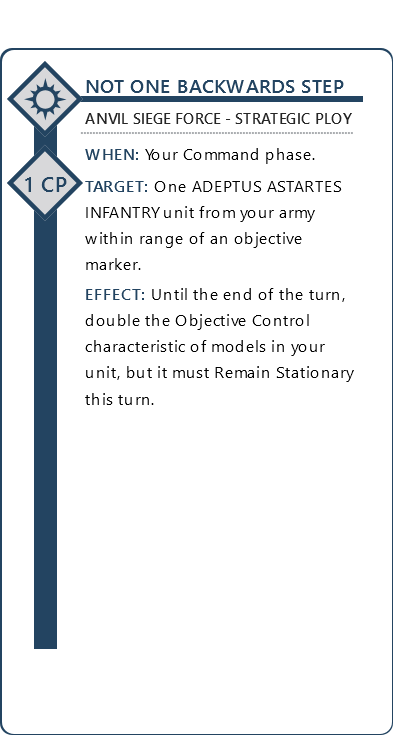 NOT ONE BACKWARDS STEP
ANVIL SIEGE FORCE - STRATEGIC PLOY
WHEN: Your Command phase.
1 CP
TARGET: One ADEPTUS ASTARTES
INFANTRY unit from your army
within range of an objective
marker.
EFFECT: Until the end of the turn,
double the Objective Control
characteristic of models in your
unit, but it must Remain Stationary
this turn.